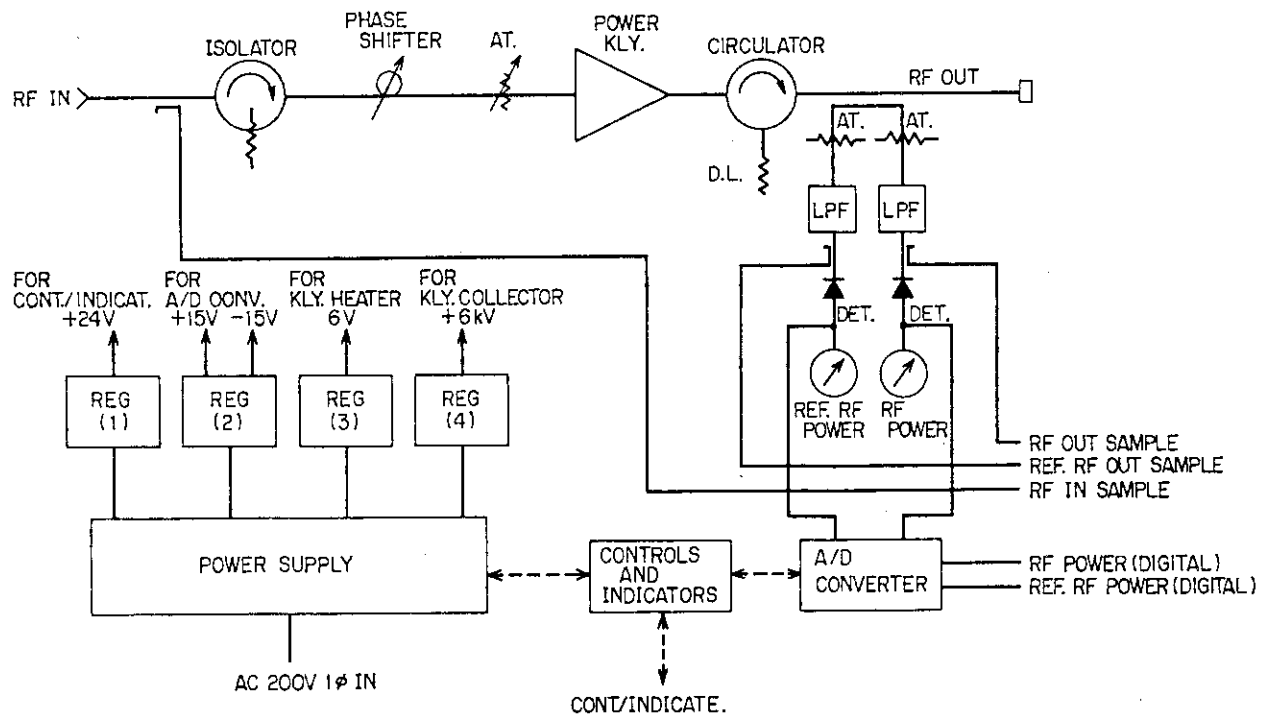 PHASE
SHIFTER
POWER
KLY.
ISOLATOR
AT.
CIRCULATOR
RF IN
RF OUT
AT.
AT.
D.L.
LPF
LPF
FOR
CONT./INDICAT.
+24V
FOR
A/D CONV.
+15V -15V
FOR
KLY. HEATER
6V
FOR
KLY. COLLECTOR
+6kV
DET.
DET.
REG
(1)
REG
(2)
REG
(3)
REG
(4)
REF. RF
POWER
RF
POWER
RF OUT SAMPLE
REF. RF OUT SAMPLE
RF IN SAMPLE
POWER SUPPLY
CONTROLS
AND
INDICATORS
A/D
CONVERTER
RF POWER (DIGITAL)
REF. RF POWER (DIGITAL)
AC 200V 1φ IN
CONT/INDICATE.